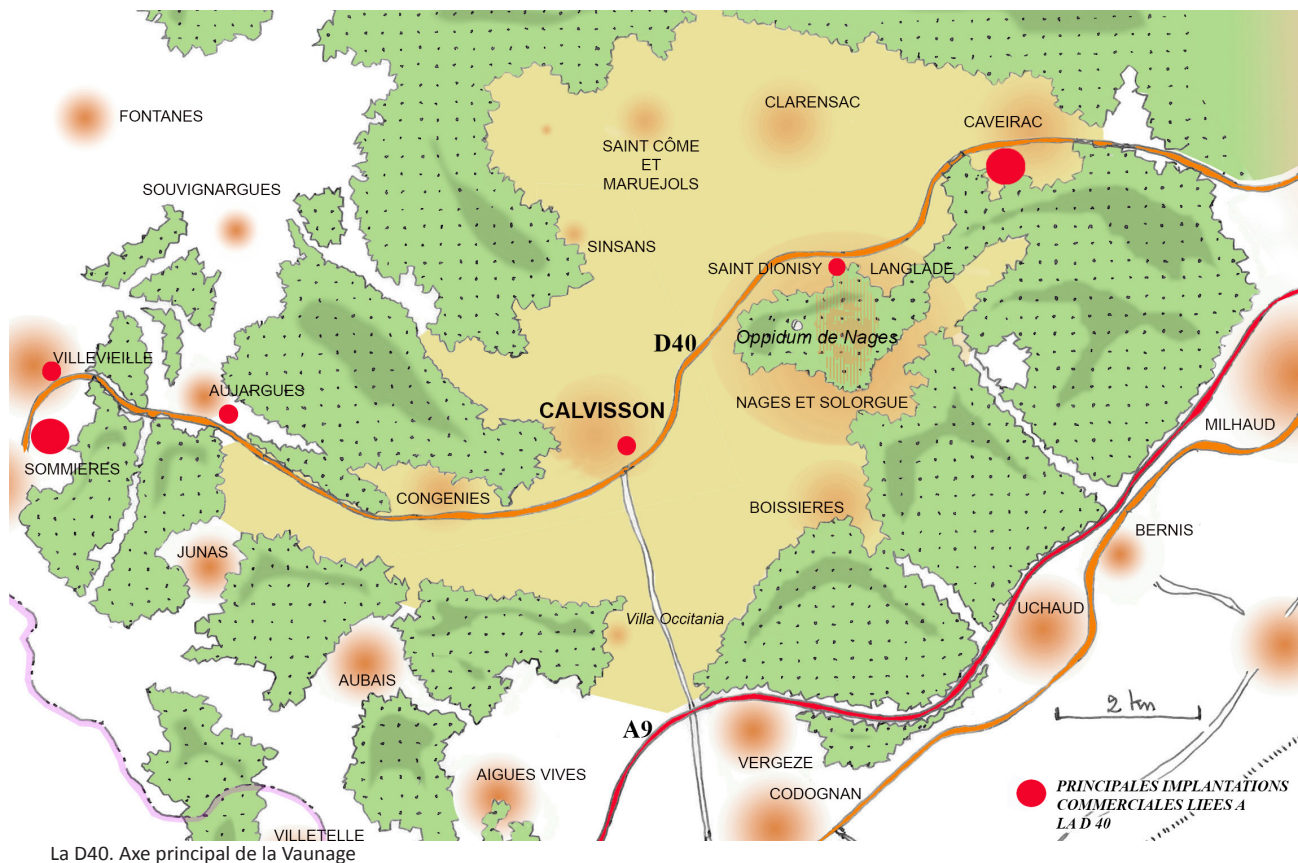 CLARENSAC
FONTANES
CAVEIRAC
SAINT CÔME
ET
MARUEJOLS
SOUVIGNARGUES
SINSANS
SAINT DIONISY
LANGLADE
Oppidum de Nages
D40
VILLEVIEILLE
AUJARGUES
CALVISSON
NAGES ET SOLORGUE
MILHAUD
SOMMIÈRES
CONGENIES
BOISSIERES
BERNIS
JUNAS
UCHAUD
Villa Occitania
AUBAIS
2 km
A9
VERGEZE
AIGUES VIVES
CODOGNAN
PRINCIPALES IMPLANTATIONS
COMMERCIALES LIEES A
LA D 40
VILLETELLE
La D40. Axe principal de la Vaunage